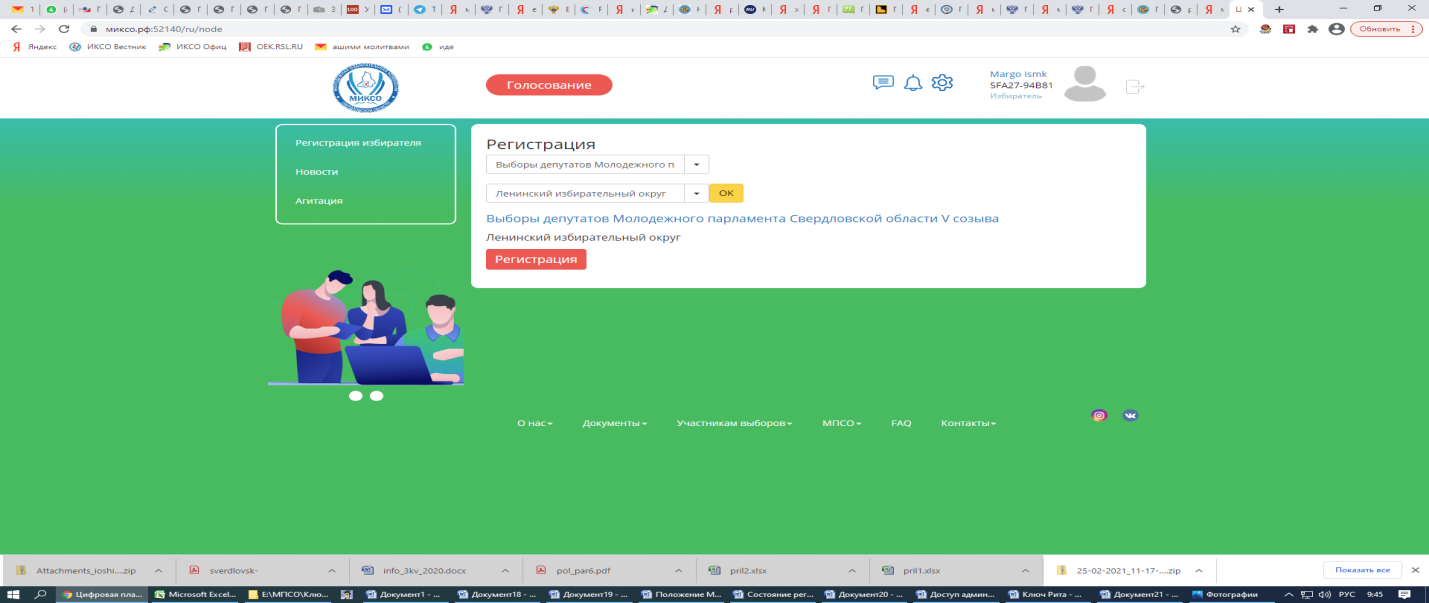 миксо.рф:52140/ru/node
Обновить
Яндекс ИКСО Вестник ИКСО Офиц OEK.RSL.RU ашими молитвами иде
МИКСО
Голосование
Margo Ismk
5FA27-94B81
Избиратель
Регистрация избирателя
Новости
Агитация
Регистрация
Выборы депутатов Молодежного п
Ленинский избирательный округ OK
Выборы депутатов Молодежного парламента Свердловской области V созыва
Ленинский избирательный округ
Регистрация
О нас Документы Участникам выборов МПСО FAQ Контакты
Attachments_ioshi....zip sverdlovsk- info_3kv_2020.docx pol_par6.pdf pril2.xlsx pril1.xlsx 25-02-2021_11-17-....zip Показать все
Цифровая пла... Microsoft Excel... E:\МПСО\Клю... Документ1 - ... Документ18 - ... Документ19 - ... Положение М... Состояние рег... Документ20 - ... Доступ админ... Ключ Рита - ... Документ21 - ... Фотографии РУС 9:45